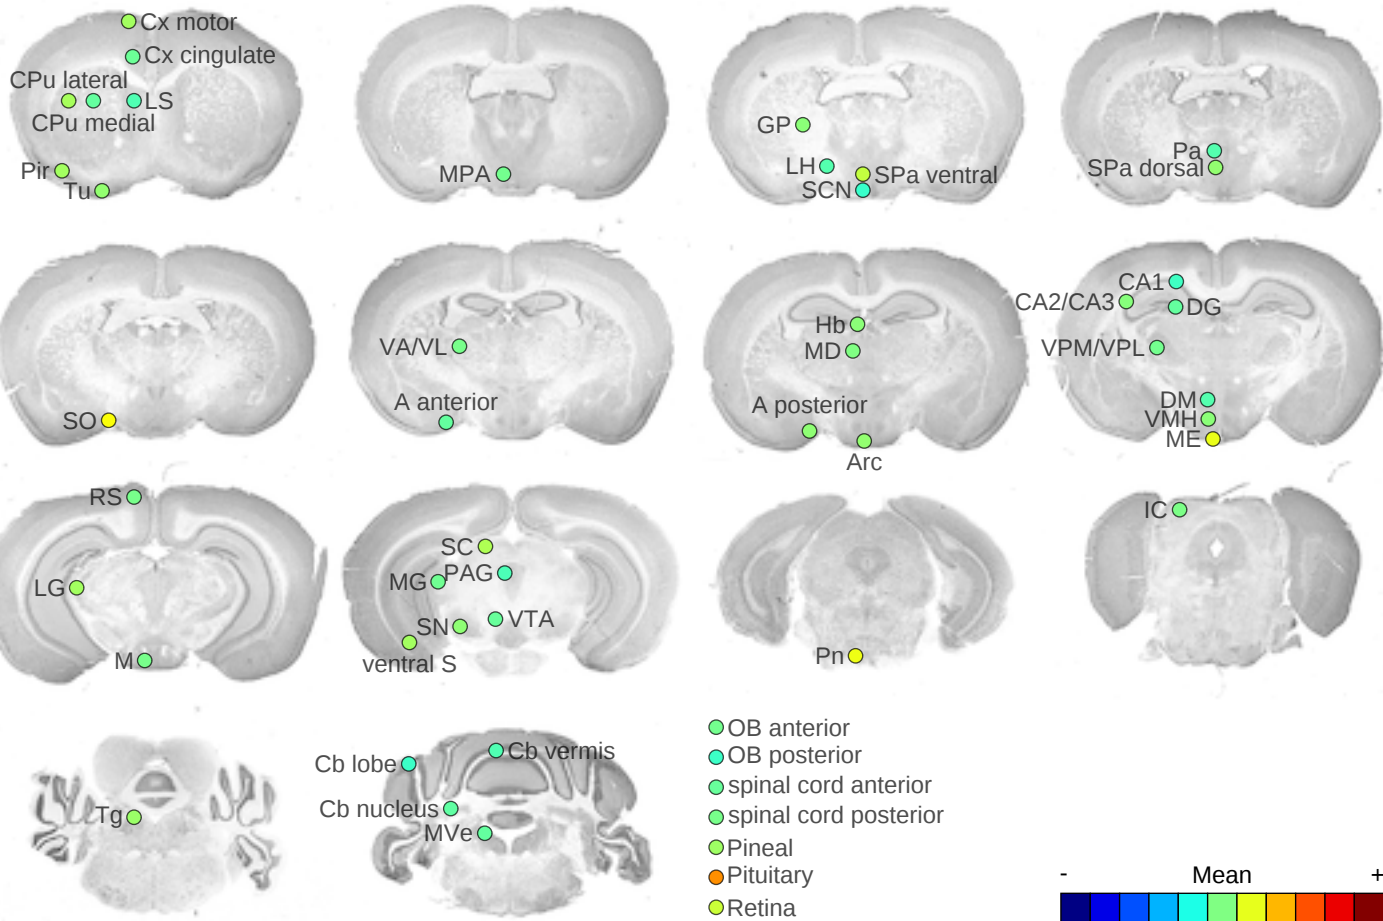 Cx motor
Cx cingulate
CPu lateral
LS
CPu medial
Pir
Tu
MPA
GP
LH
SPa ventral
SCN
Pa
SPa dorsal
SO
VA/VL
A anterior
Hb
MD
A posterior
Arc
CA1
CA2/CA3
DG
VPM/VPL
DM
VMH
ME
RS
LG
M
SC
PAG
MG
VTA
SN
ventral S
Pn
IC
Tg
Cb vermis
Cb lobe
Cb nucleus
MVe
OB anterior
OB posterior
spinal cord anterior
spinal cord posterior
Pineal
Pituitary
Retina
- Mean +